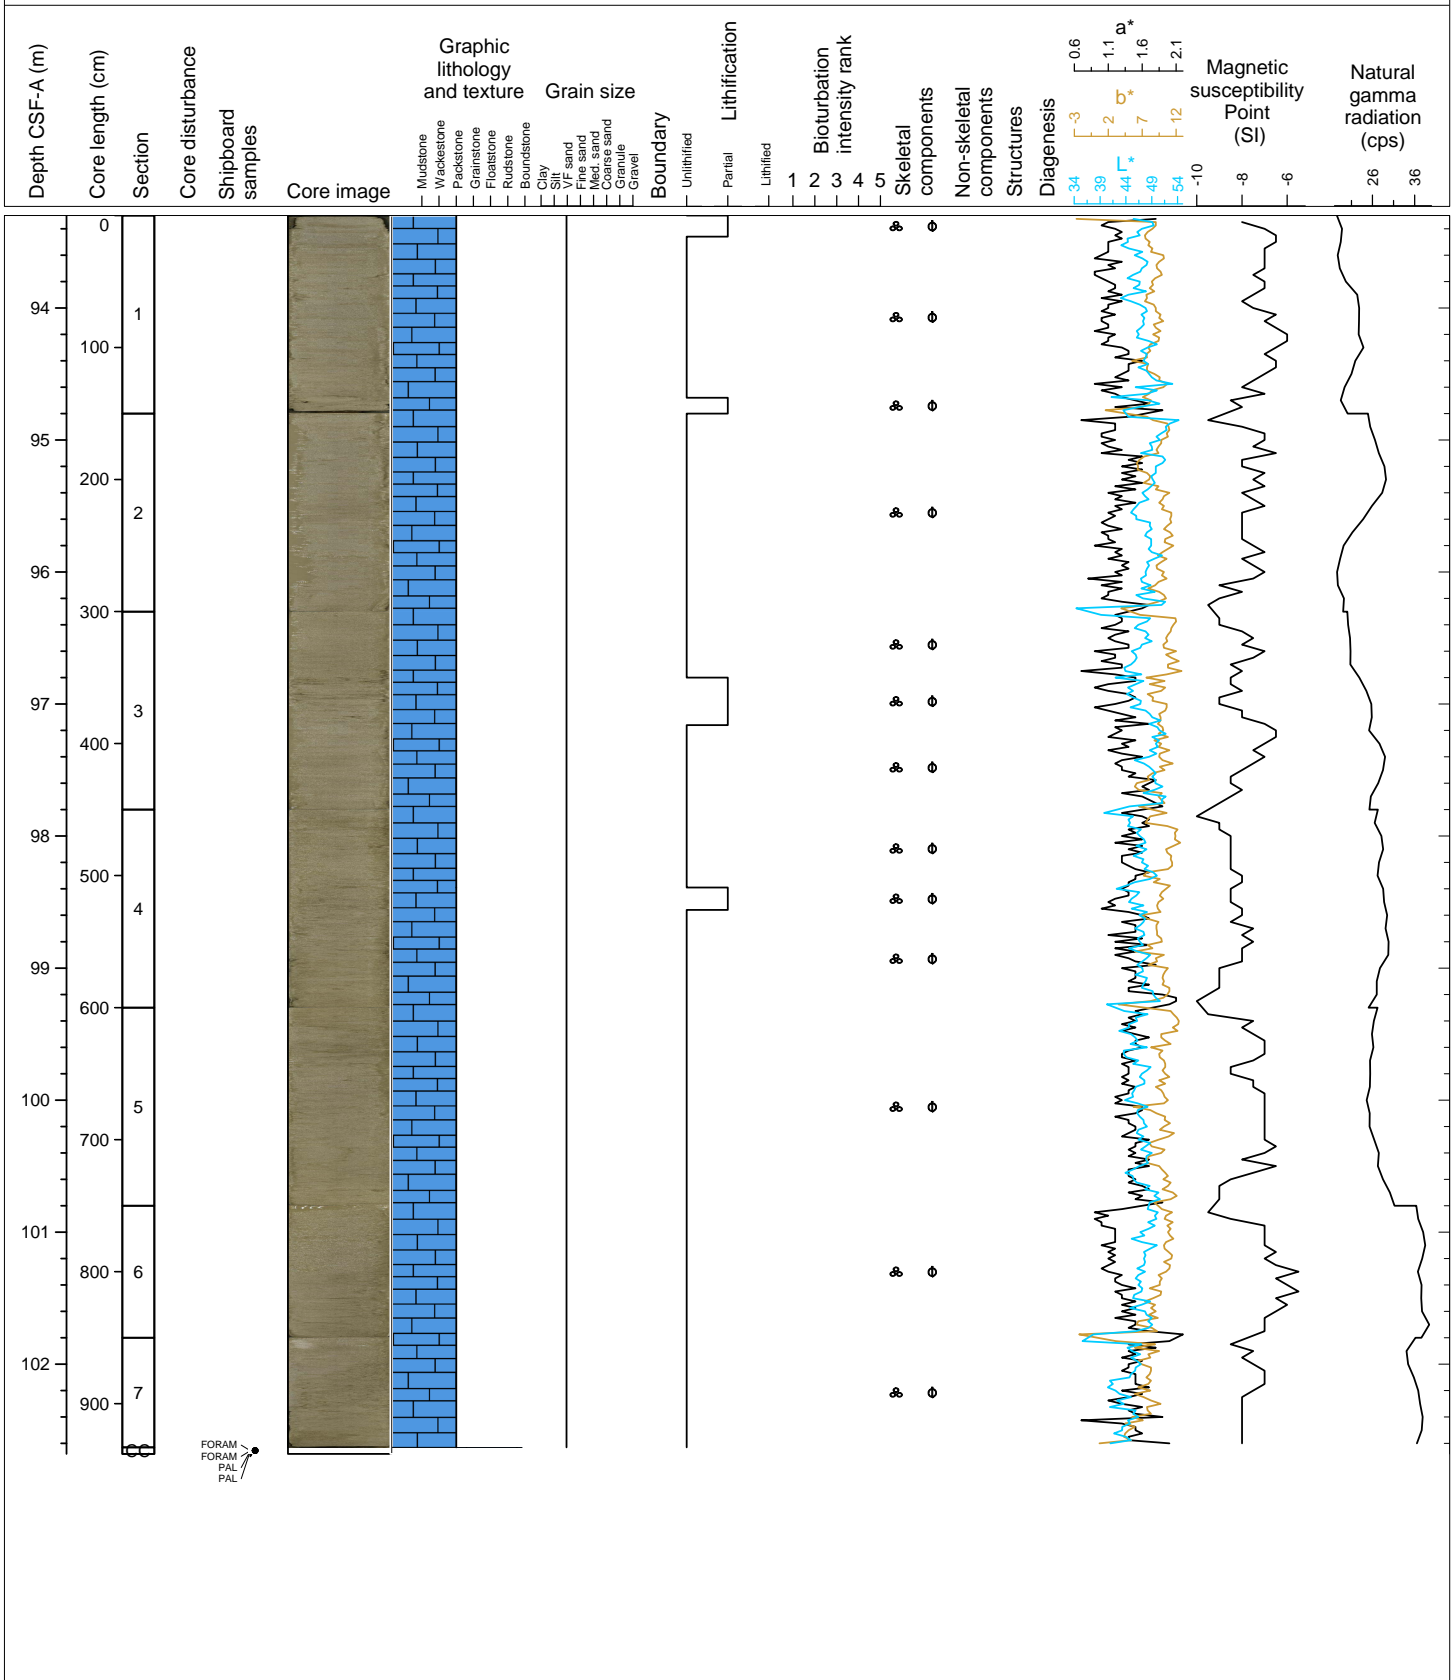 Depth CSF-A (m)
Core length (cm)
Section
Core disturbance
Shipboard
samples
Core image
Graphic
lithology
and texture
Mudstone
Wackestone
Packstone
Grainstone
Floatstone
Rudstone
Boundstone
Grain size
Clay
Silt
VF sand
Fine sand
Med. sand
Coarse sand
Granule
Gravel
Boundary
Lithification
Unlithified
Partial
Lithified
Bioturbation
intensity rank
1 2 3 4 5
Skeletal
components
Non-skeletal
components
Structures
Diagenesis
a*
0.6 1.1 1.6 2.1
b*
-3 2 7 12
L*
34 39 44 49 54
Magnetic
susceptibility
Point
(SI)
-10 -8 -6
Natural
gamma
radiation
(cps)
26 36
0
94
1
100
95
200
2
96
300
97
3
400
98
500
4
99
600
100
5
700
101
6
800
102
7
900
CC
FORAM
FORAM
PAL
PAL